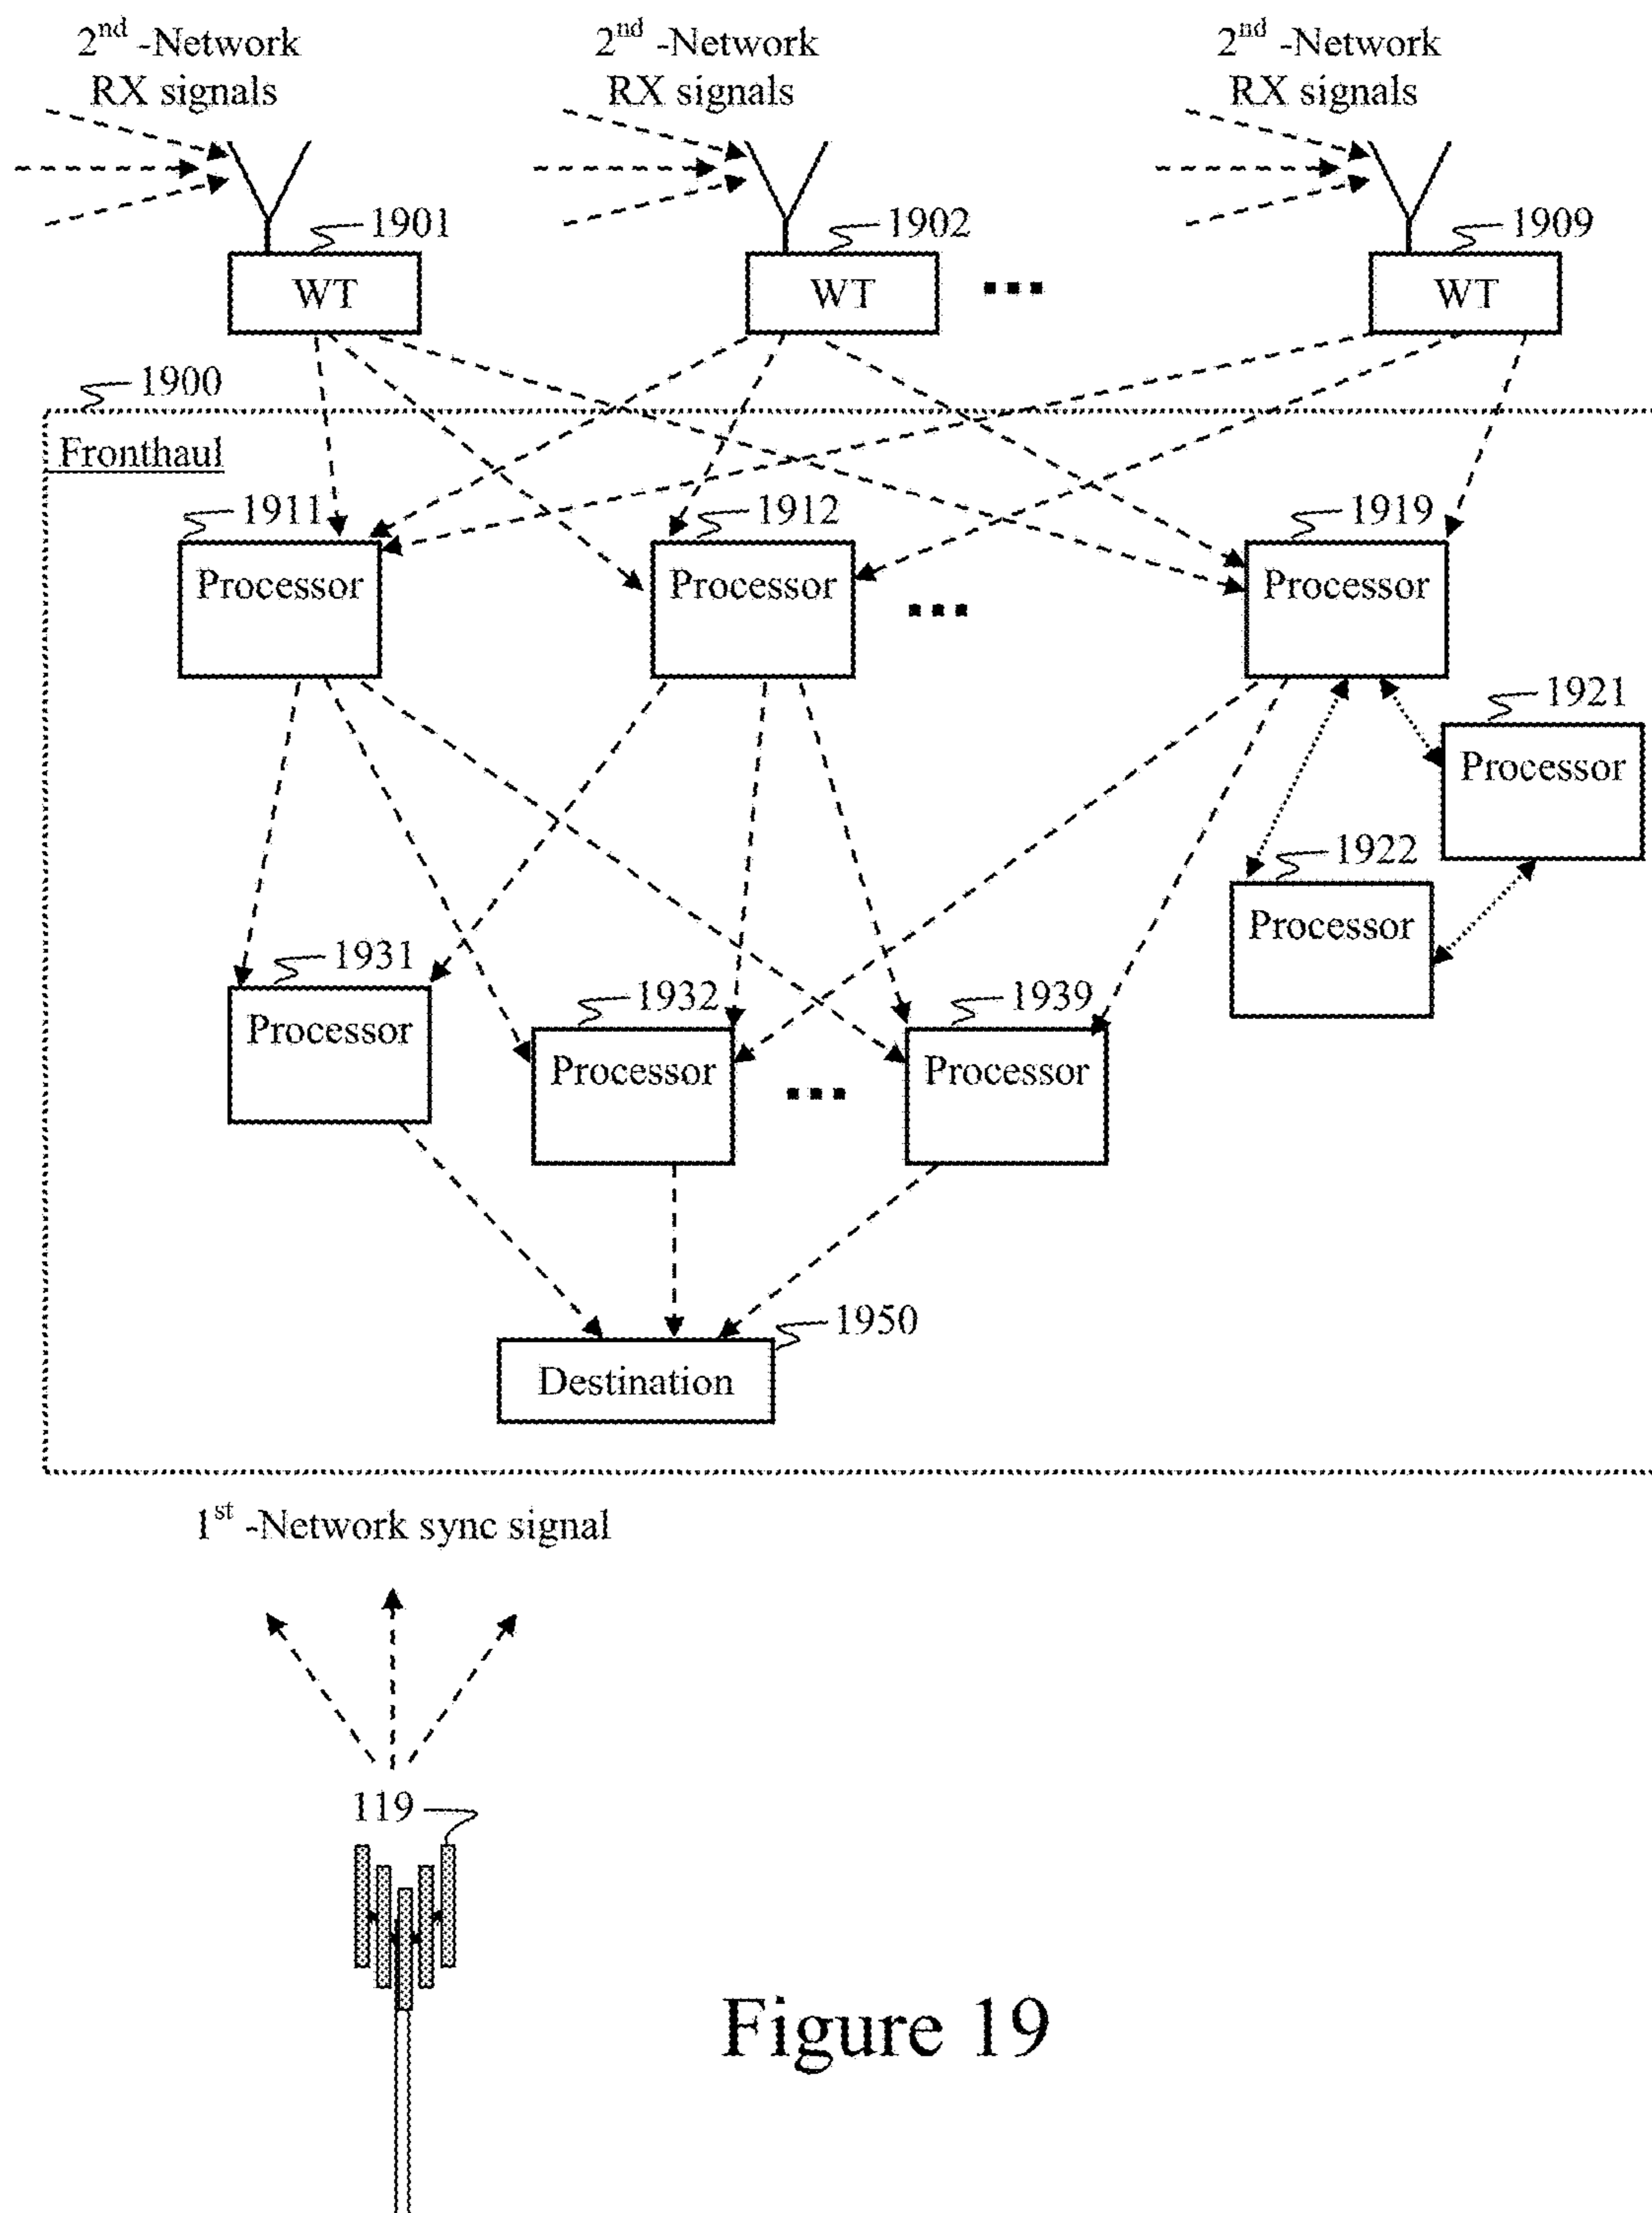 2nd -Network
RX signals
2nd -Network
RX signals
2nd -Network
RX signals
1901
1902
1909
WT
WT
WT
1900
Fronthaul
1911
1912
1919
Processor
Processor
Processor
1921
Processor
1922
Processor
1931
Processor
1932
Processor
1939
Processor
1950
Destination
1st -Network sync signal
119
Figure 19